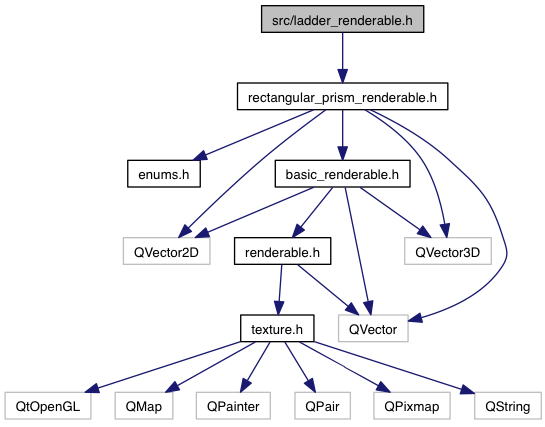 src/ladder_renderable.h
rectangular_prism_renderable.h
enums.h
basic_renderable.h
QVector2D
renderable.h
QVector3D
texture.h
QVector
QtOpenGL
QMap
QPainter
QPair
QPixmap
QString